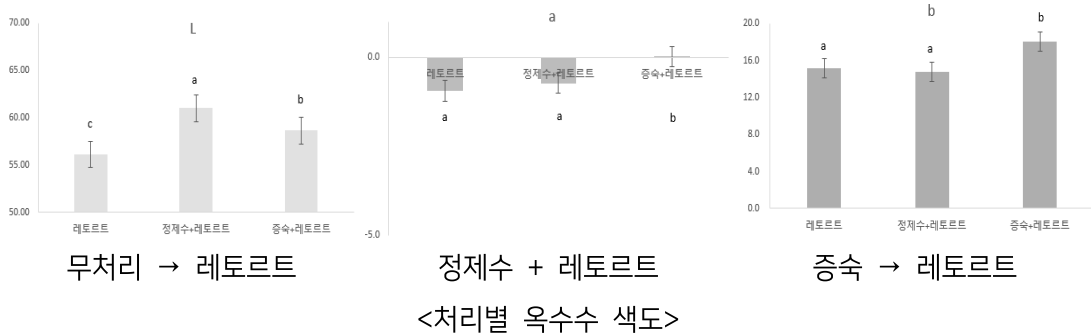 L
70.00
65.00
60.00
55.00
50.00
c
a
b
레토르트
정제수+레토르트
증숙+레토르트
a
0.0
-5.0
레토르트
정제수+레토르트
증숙+레토르트
a
a
b
b
20.0
16.0
12.0
8.0
4.0
0.0
a
a
b
레토르트
정제수+레토르트
증숙+레토르트
무처리 → 레토르트
정제수 + 레토르트
증숙 → 레토르트
<처리별 옥수수 색도>